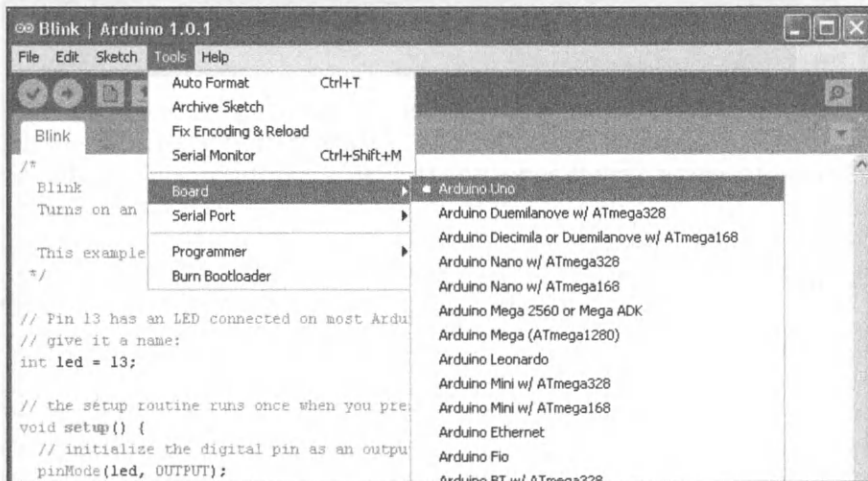 Blink | Arduino 1.0.1
File Edit Sketch Tools Help
Auto Format Ctrl+T
Archive Sketch
Fix Encoding & Reload
Serial Monitor Ctrl+Shift+M
Board
Serial Port
Programmer
Burn Bootloader
Arduino Uno
Arduino Duemilanove w/ ATmega328
Arduino Diecimila or Duemilanove w/ ATmega168
Arduino Nano w/ ATmega328
Arduino Nano w/ ATmega168
Arduino Mega 2560 or Mega ADK
Arduino Mega (ATmega1280)
Arduino Leonardo
Arduino Mini w/ ATmega328
Arduino Mini w/ ATmega168
Arduino Ethernet
Arduino Fio
Arduino BT w/ ATmega328
Blink
/*
Blink
Turns on an
This example
*/
// Pin 13 has an LED connected on most Ardu
// give it a name:
int led = 13;
// the setup routine runs once when you pre
void setup() {
// initialize the digital pin as an outpu
pinMode(led, OUTPUT);